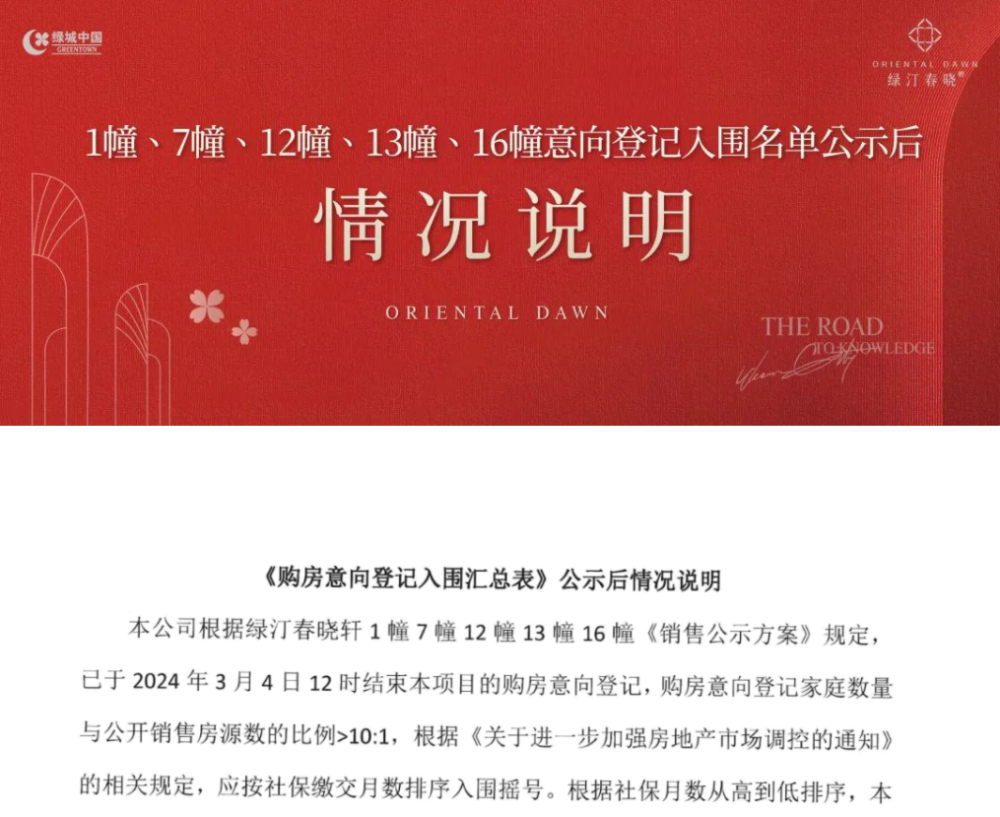 绿城中国
GREENTOWN
ORIENTAL DAWN
绿汀春晓
1幢、7幢、12幢、13幢、16幢意向登记入围名单公示后
情况说明
ORIENTAL DAWN
THE ROAD
TO KNOWLEDGE
《购房意向登记入围汇总表》公示后情况说明
本公司根据绿汀春晓轩 1 幢 7 幢 12 幢 13 幢 16 幢《销售公示方案》规定，
已于 2024 年 3 月 4 日 12 时结束本项目的购房意向登记，购房意向登记家庭数量
与公开销售房源数的比例>10:1，根据《关于进一步加强房地产市场调控的通知》
的相关规定，应按社保缴交月数排序入围摇号。根据社保月数从高到低排序，本